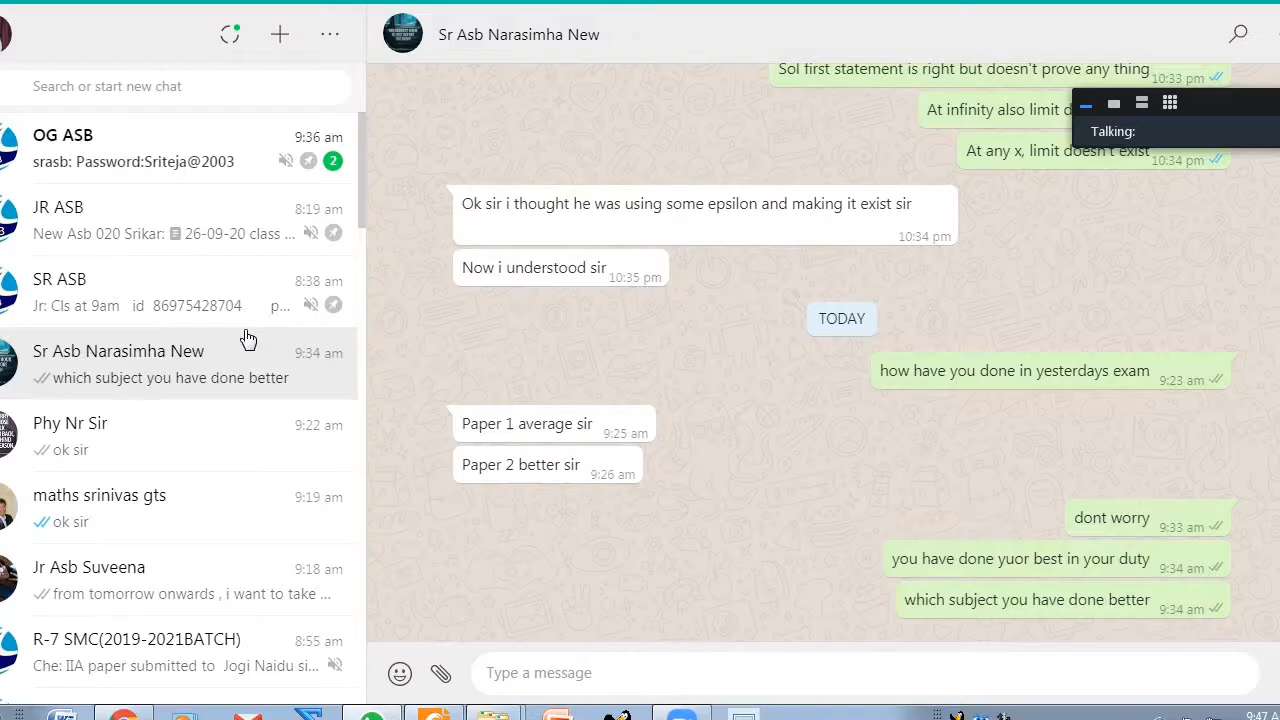 Sr Asb Narasimha New
Search or start new chat
OG ASB
9:36 am
srasb: Password:Sriteja@2003
2
JR ASB
8:19 am
New Asb 020 Srikar: 26-09-20 class ...
SR ASB
8:38 am
Jr: Cls at 9am id 86975428704 p...
Sr Asb Narasimha New
9:34 am
which subject you have done better
Phy Nr Sir
9:22 am
ok sir
maths srinivas gts
9:19 am
ok sir
Jr Asb Suveena
9:18 am
from tomorrow onwards , i want to take ...
R-7 SMC(2019-2021BATCH)
8:55 am
Che: IIA paper submitted to Jogi Naidu si...
Sol first statement is right but doesn't prove any thing
10:33 pm
At infinity also limit
Talking:
At any x, limit doesn't exist
10:34 pm
Ok sir i thought he was using some epsilon and making it exist sir
10:34 pm
Now i understood sir
10:35 pm
TODAY
how have you done in yesterdays exam
9:23 am
Paper 1 average sir
9:25 am
Paper 2 better sir
9:26 am
dont worry
9:33 am
you have done yuor best in your duty
9:34 am
which subject you have done better
9:34 am
Type a message